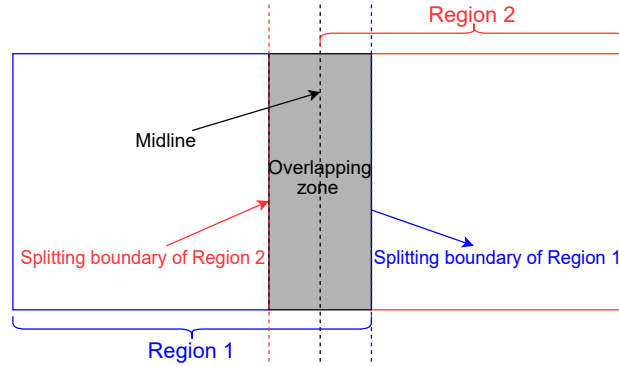 Region 2
Midline
Overlapping
zone
Splitting boundary of Region 2
Splitting boundary of Region 1
Region 1